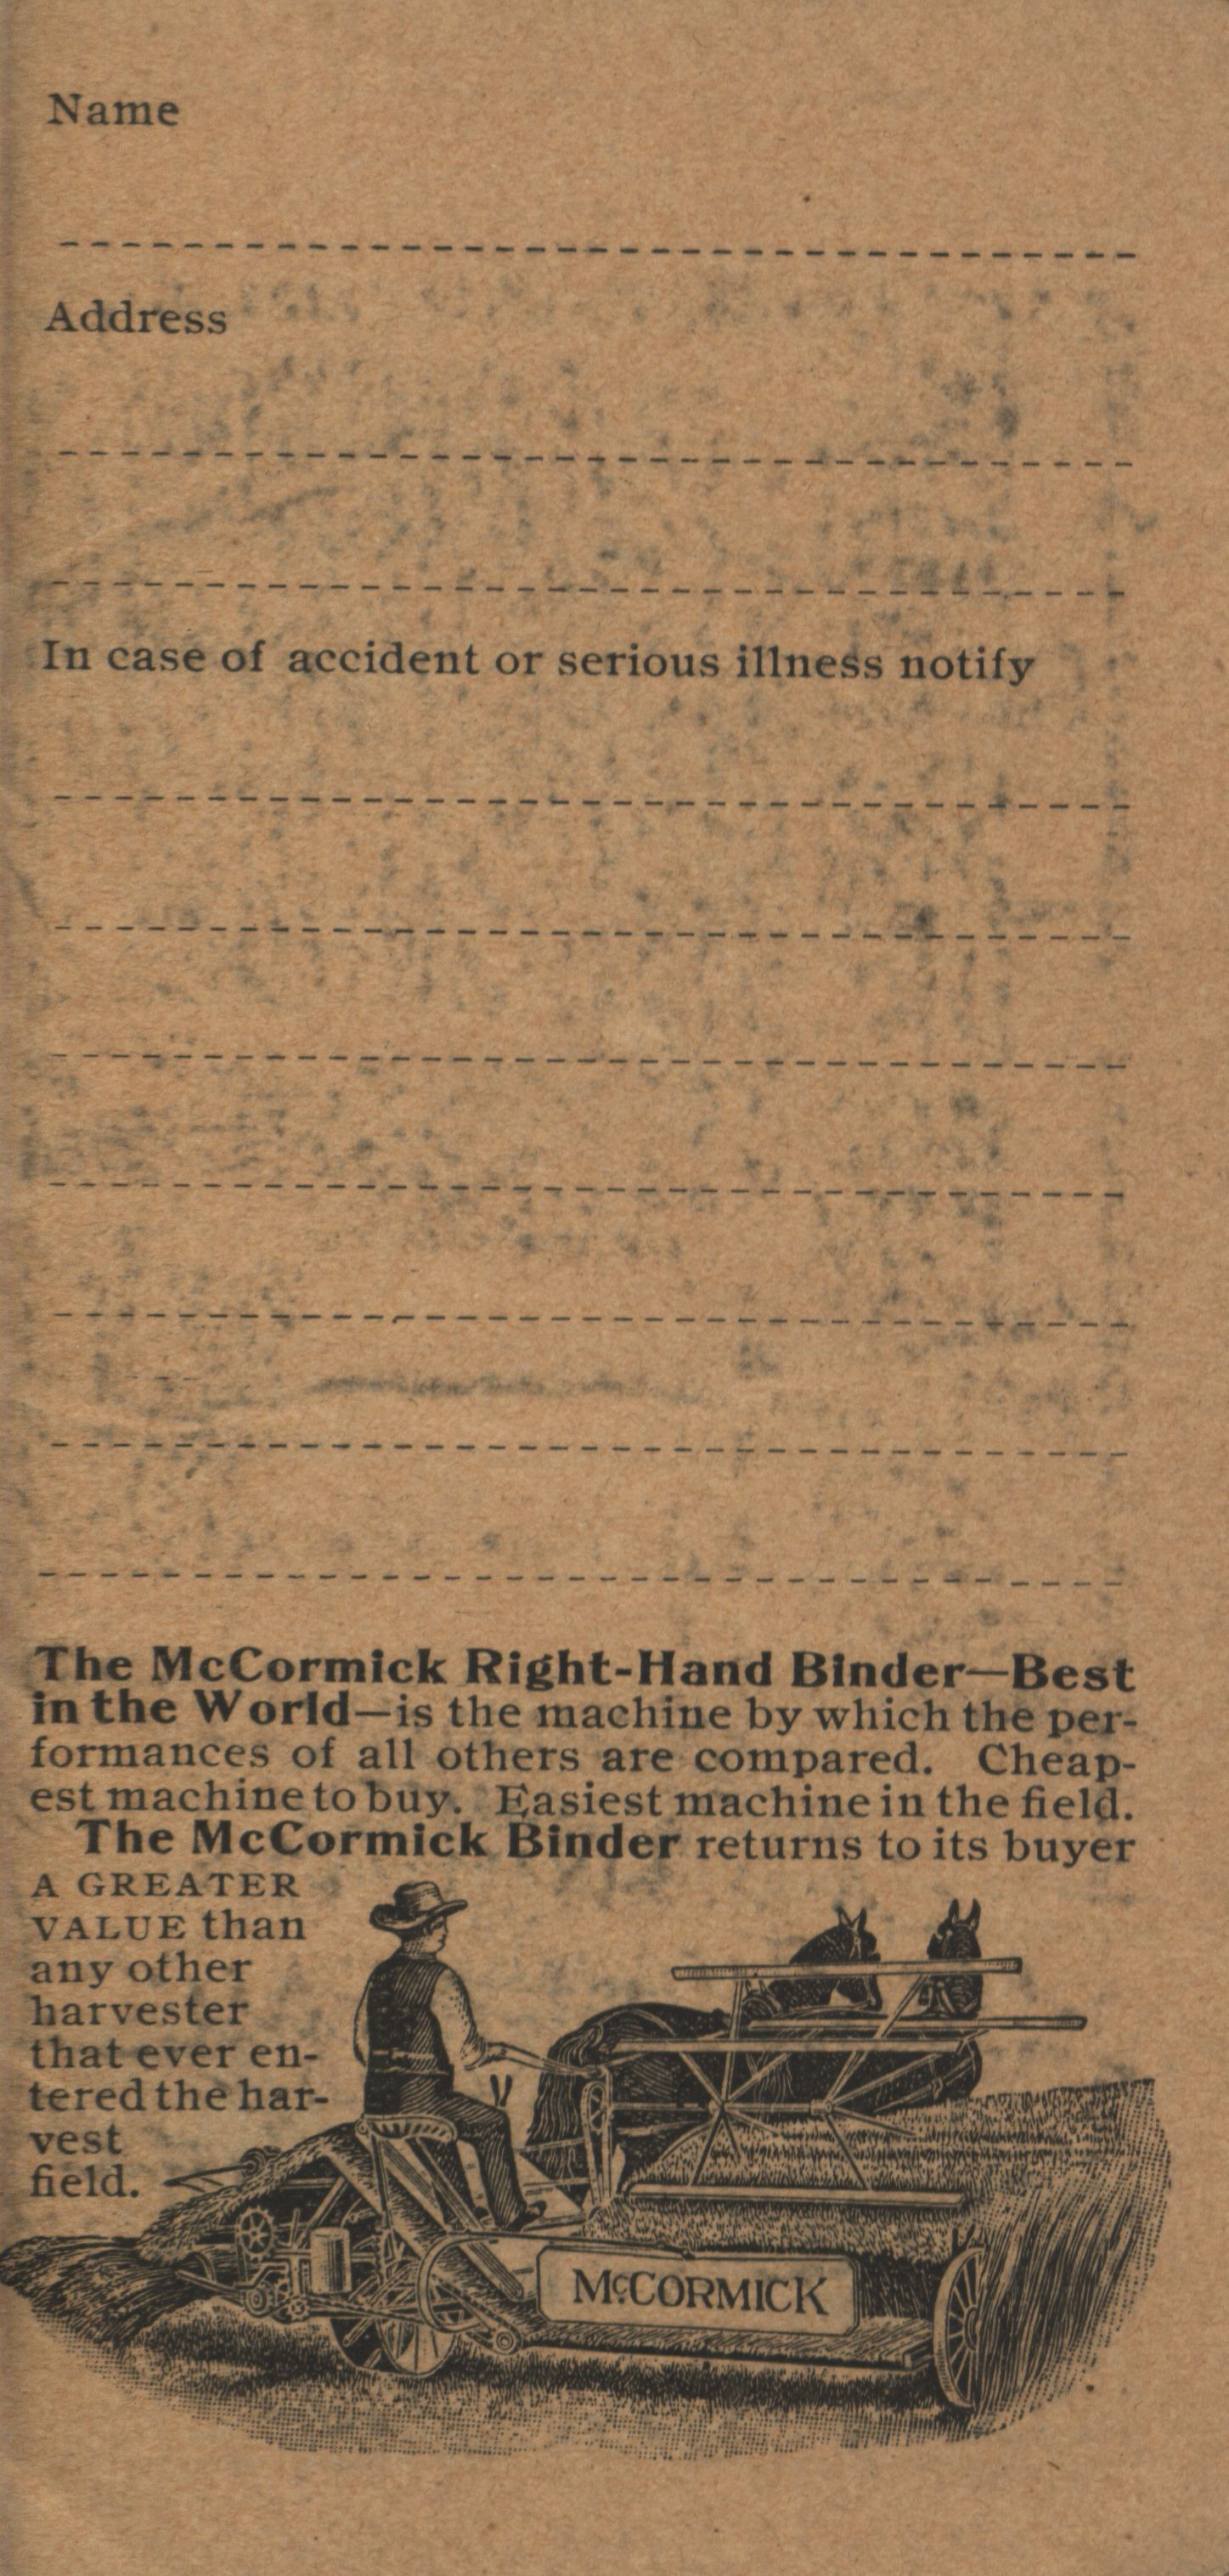 Name
Address
In case of accident or serious illness notify
The McCormick Right-Hand Binder—Best
in the World—is the machine by which the per-
formances of all others are compared. Cheap-
est machine to buy. Easiest machine in the field.
The McCormick Binder returns to its buyer
A GREATER
VALUE than
any other
harvester
that ever en-
tered the har-
vest
field.
McCORMICK